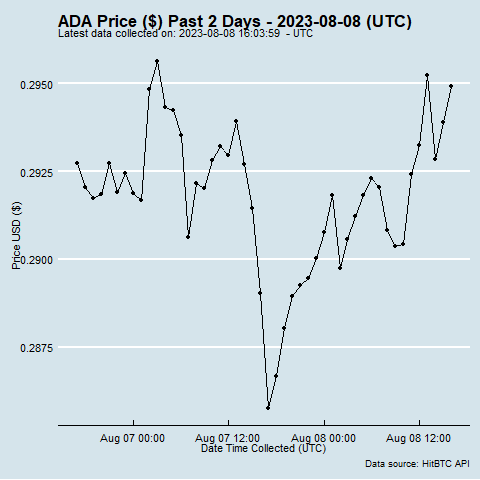 ADA Price ($) Past 2 Days - 2023-08-08 (UTC)
Latest data collected on: 2023-08-08 16:03:59 - UTC
Price USD ($)
0.2950
0.2925
0.2900
0.2875
Aug 07 00:00 Aug 07 12:00 Aug 08 00:00 Aug 08 12:00
Date Time Collected (UTC)
Data source: HitBTC API